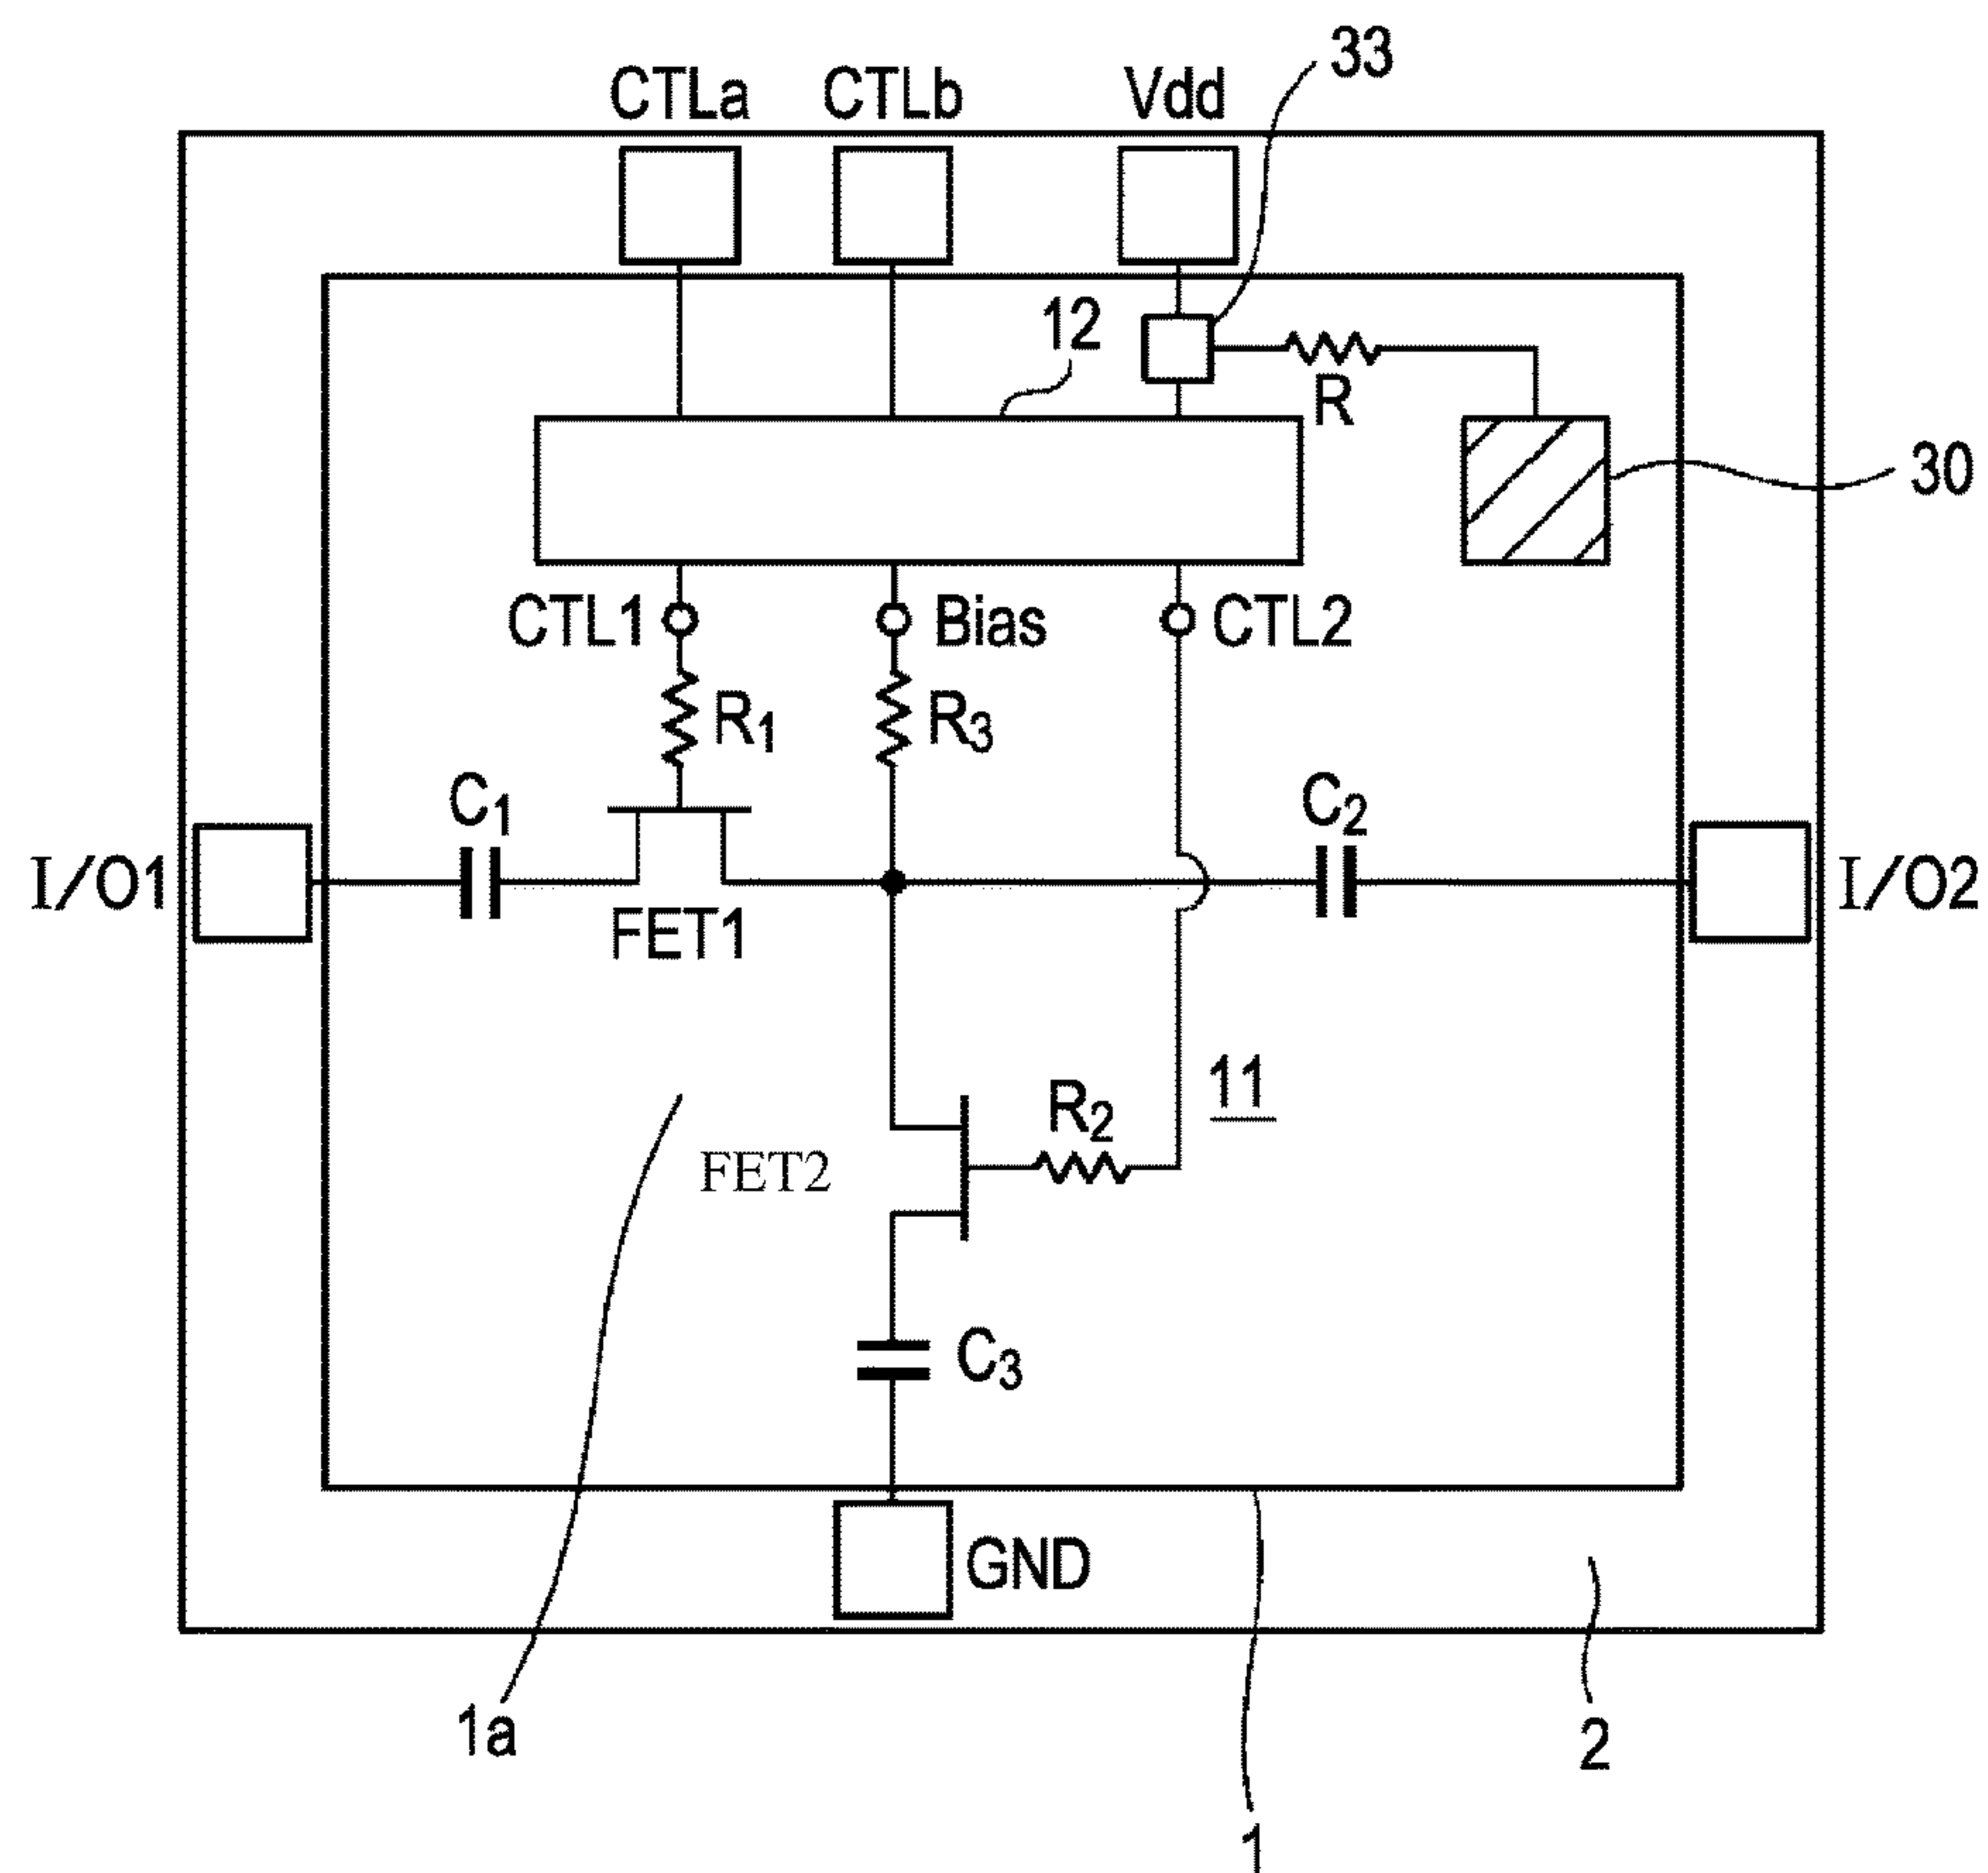 33
CTLa CTLb Vdd
12
R
30
CTL1 Bias CTL2
R1 R3
C1 C2
I/O1 I/O2
FET1
11
R2
FET2
C3
GND
1a 2
1